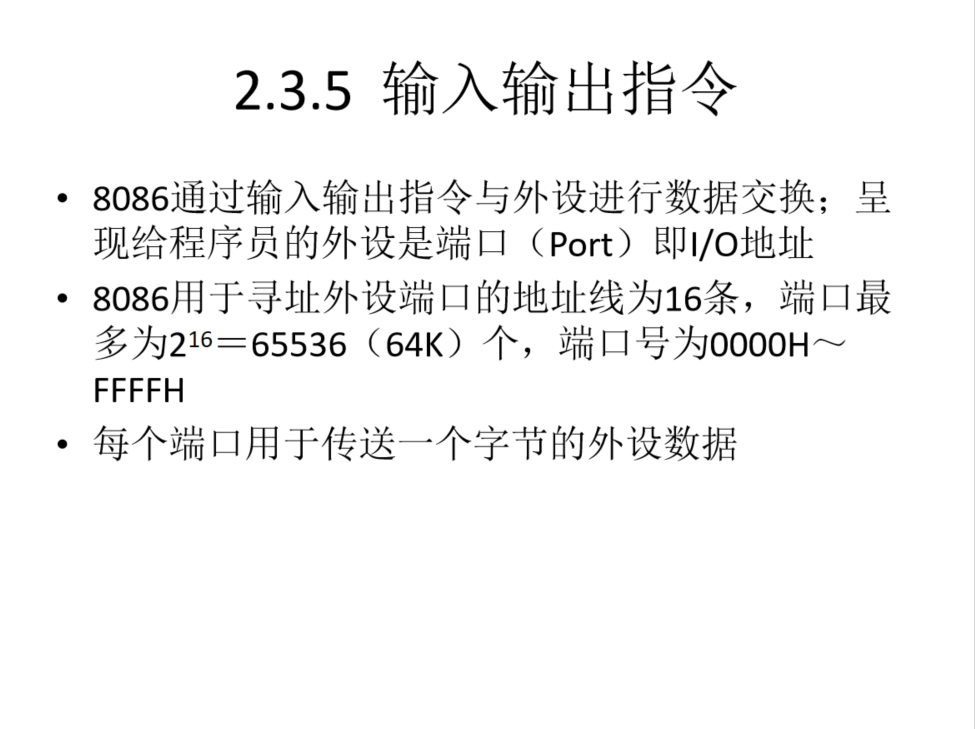 2.3.5 输入输出指令
• 8086通过输入输出指令与外设进行数据交换；呈
现给程序员的外设是端口（Port）即I/O地址
• 8086用于寻址外设端口的地址线为16条，端口最
多为2¹⁶＝65536（64K）个，端口号为0000H～
FFFFH
• 每个端口用于传送一个字节的外设数据